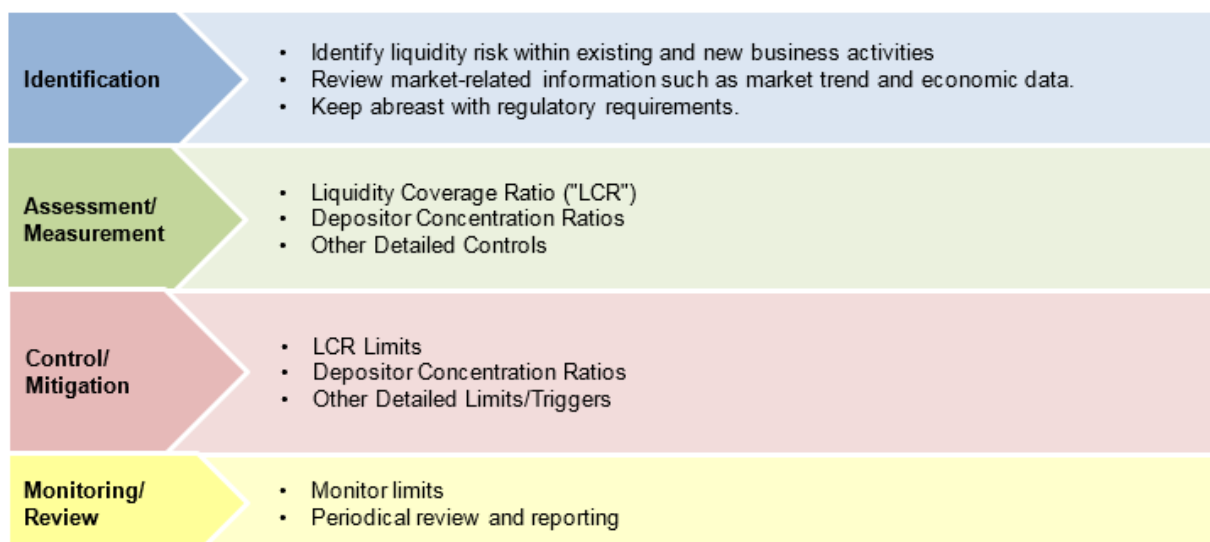 Identification
• Identify liquidity risk within existing and new business activities
• Review market-related information such as market trend and economic data.
• Keep abreast with regulatory requirements.
Assessment/
Measurement
• Liquidity Coverage Ratio ("LCR")
• Depositor Concentration Ratios
• Other Detailed Controls
Control/
Mitigation
• LCR Limits
• Depositor Concentration Ratios
• Other Detailed Limits/Triggers
Monitoring/
Review
• Monitor limits
• Periodical review and reporting